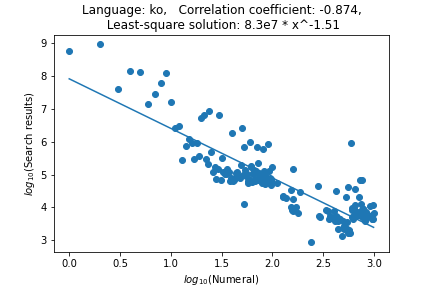 Language: ko,   Correlation coefficient: -0.874,
Least-square solution: 8.3e7 * x^-1.51
9
8
7
6
5
4
3
log₁₀(Search results)
0.0 0.5 1.0 1.5 2.0 2.5 3.0
log₁₀(Numeral)